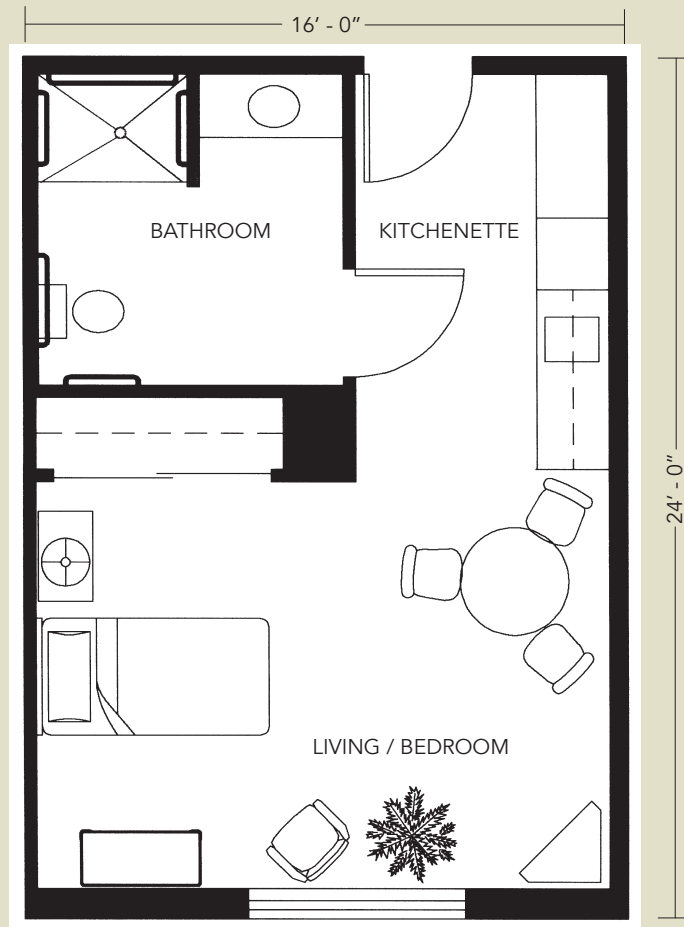 16’ - 0”
BATHROOM
KITCHENETTE
24’ - 0”
LIVING / BEDROOM